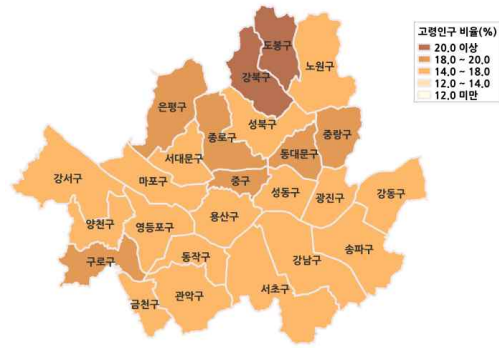 고령인구 비율(%)
20.0 이상
18.0 ~ 20.0
14.0 ~ 18.0
12.0 ~ 14.0
12.0 미만
도봉구
강북구
노원구
은평구
종로구
성북구
중랑구
서대문구
동대문구
강서구
마포구
중구
성동구
광진구
강동구
양천구
영등포구
용산구
구로구
동작구
강남구
송파구
금천구
관악구
서초구